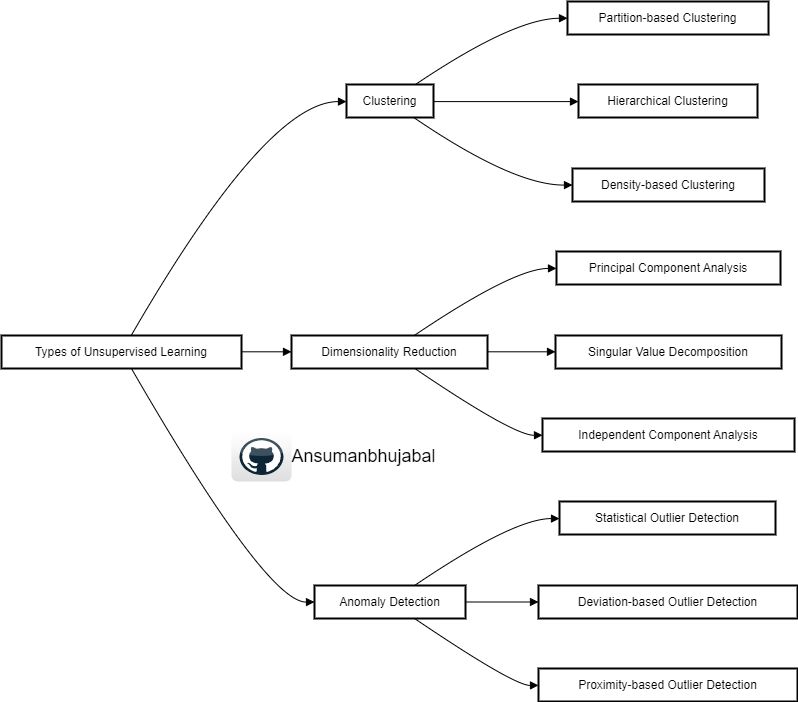 Partition-based Clustering
Clustering
Hierarchical Clustering
Density-based Clustering
Principal Component Analysis
Types of Unsupervised Learning
Dimensionality Reduction
Singular Value Decomposition
Independent Component Analysis
Ansumanbhujabal
Statistical Outlier Detection
Anomaly Detection
Deviation-based Outlier Detection
Proximity-based Outlier Detection